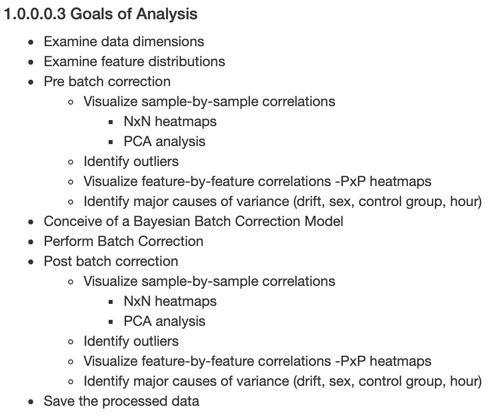 1.0.0.0.3 Goals of Analysis
• Examine data dimensions
• Examine feature distributions
• Pre batch correction
◦ Visualize sample-by-sample correlations
▪ NxN heatmaps
▪ PCA analysis
◦ Identify outliers
◦ Visualize feature-by-feature correlations -PxP heatmaps
◦ Identify major causes of variance (drift, sex, control group, hour)
• Conceive of a Bayesian Batch Correction Model
• Perform Batch Correction
• Post batch correction
◦ Visualize sample-by-sample correlations
▪ NxN heatmaps
▪ PCA analysis
◦ Identify outliers
◦ Visualize feature-by-feature correlations -PxP heatmaps
◦ Identify major causes of variance (drift, sex, control group, hour)
• Save the processed data